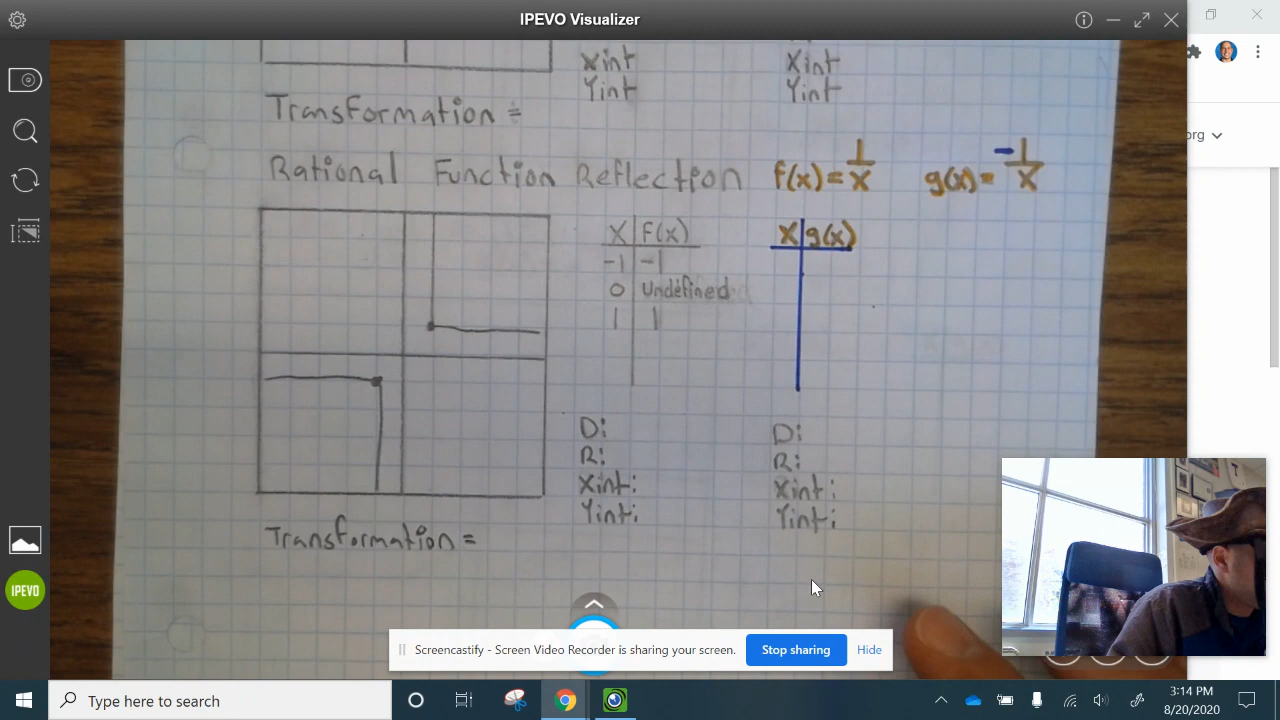 IPEVO Visualizer
Xint
Xint
Yint
Yint
Transformation =
org
Rational Function Reflection f(x) = 1/x g(x) = -1/x
X F(x)
X g(x)
-1 -1
0 Undefined
1 1
D:
D:
R:
R:
Xint:
Xint:
Yint:
Yint:
Transformation =
IPEVO
Screencastify - Screen Video Recorder is sharing your screen.
Stop sharing
Hide
Type here to search
3:14 PM
8/20/2020